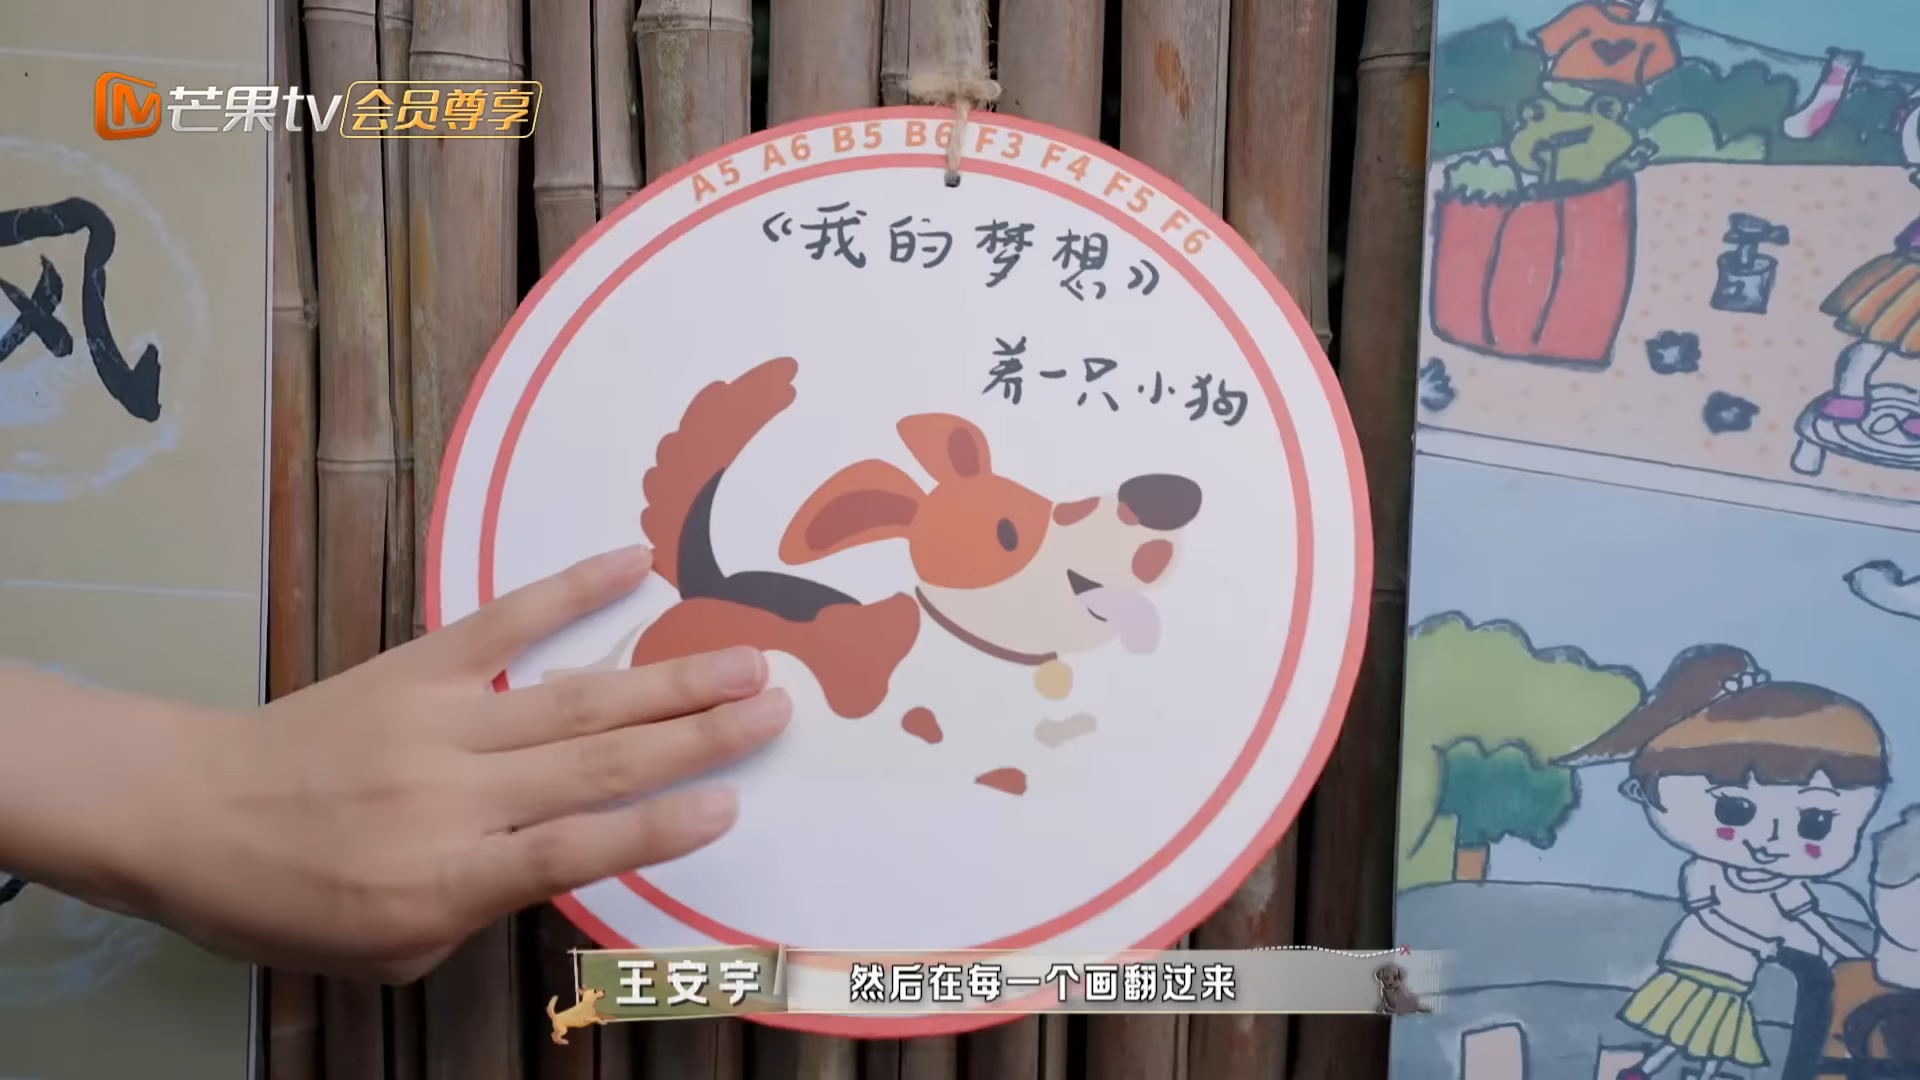 芒果tv 会员尊享
A5 A6 B5 B6 F3 F4 F5 F6
《我的梦想》
养一只小狗
风
王安宇 然后在每一个画翻过来